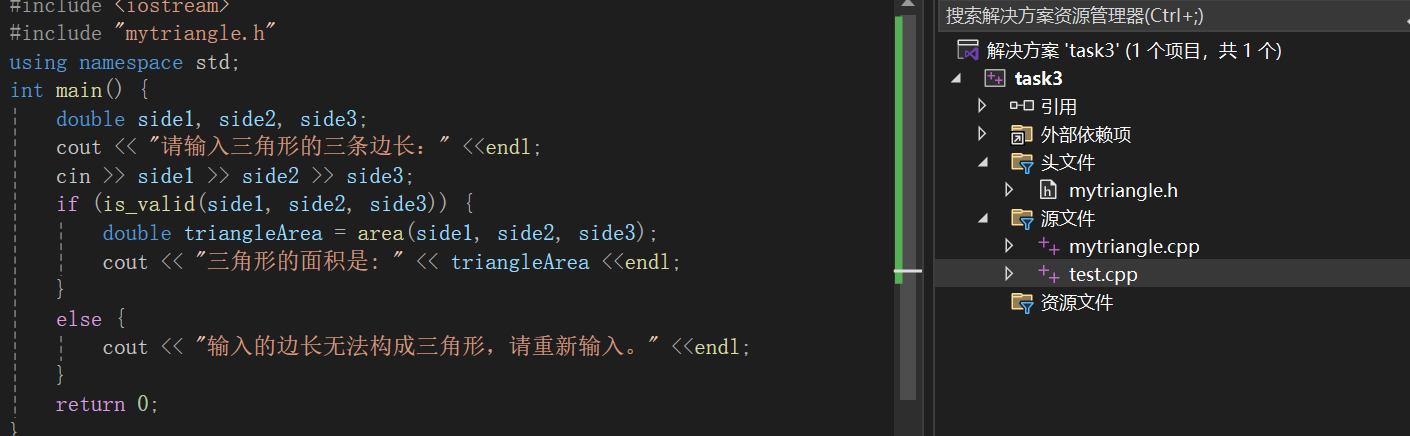 #include <iostream>
#include "mytriangle.h"
using namespace std;
int main() {
    double side1, side2, side3;
    cout << "请输入三角形的三条边长：" <<endl;
    cin >> side1 >> side2 >> side3;
    if (is_valid(side1, side2, side3)) {
        double triangleArea = area(side1, side2, side3);
        cout << "三角形的面积是: " << triangleArea <<endl;
    }
    else {
        cout << "输入的边长无法构成三角形，请重新输入。" <<endl;
    }
    return 0;
}
搜索解决方案资源管理器(Ctrl+;)
解决方案 'task3' (1 个项目，共 1 个)
task3
引用
外部依赖项
头文件
mytriangle.h
源文件
mytriangle.cpp
test.cpp
资源文件